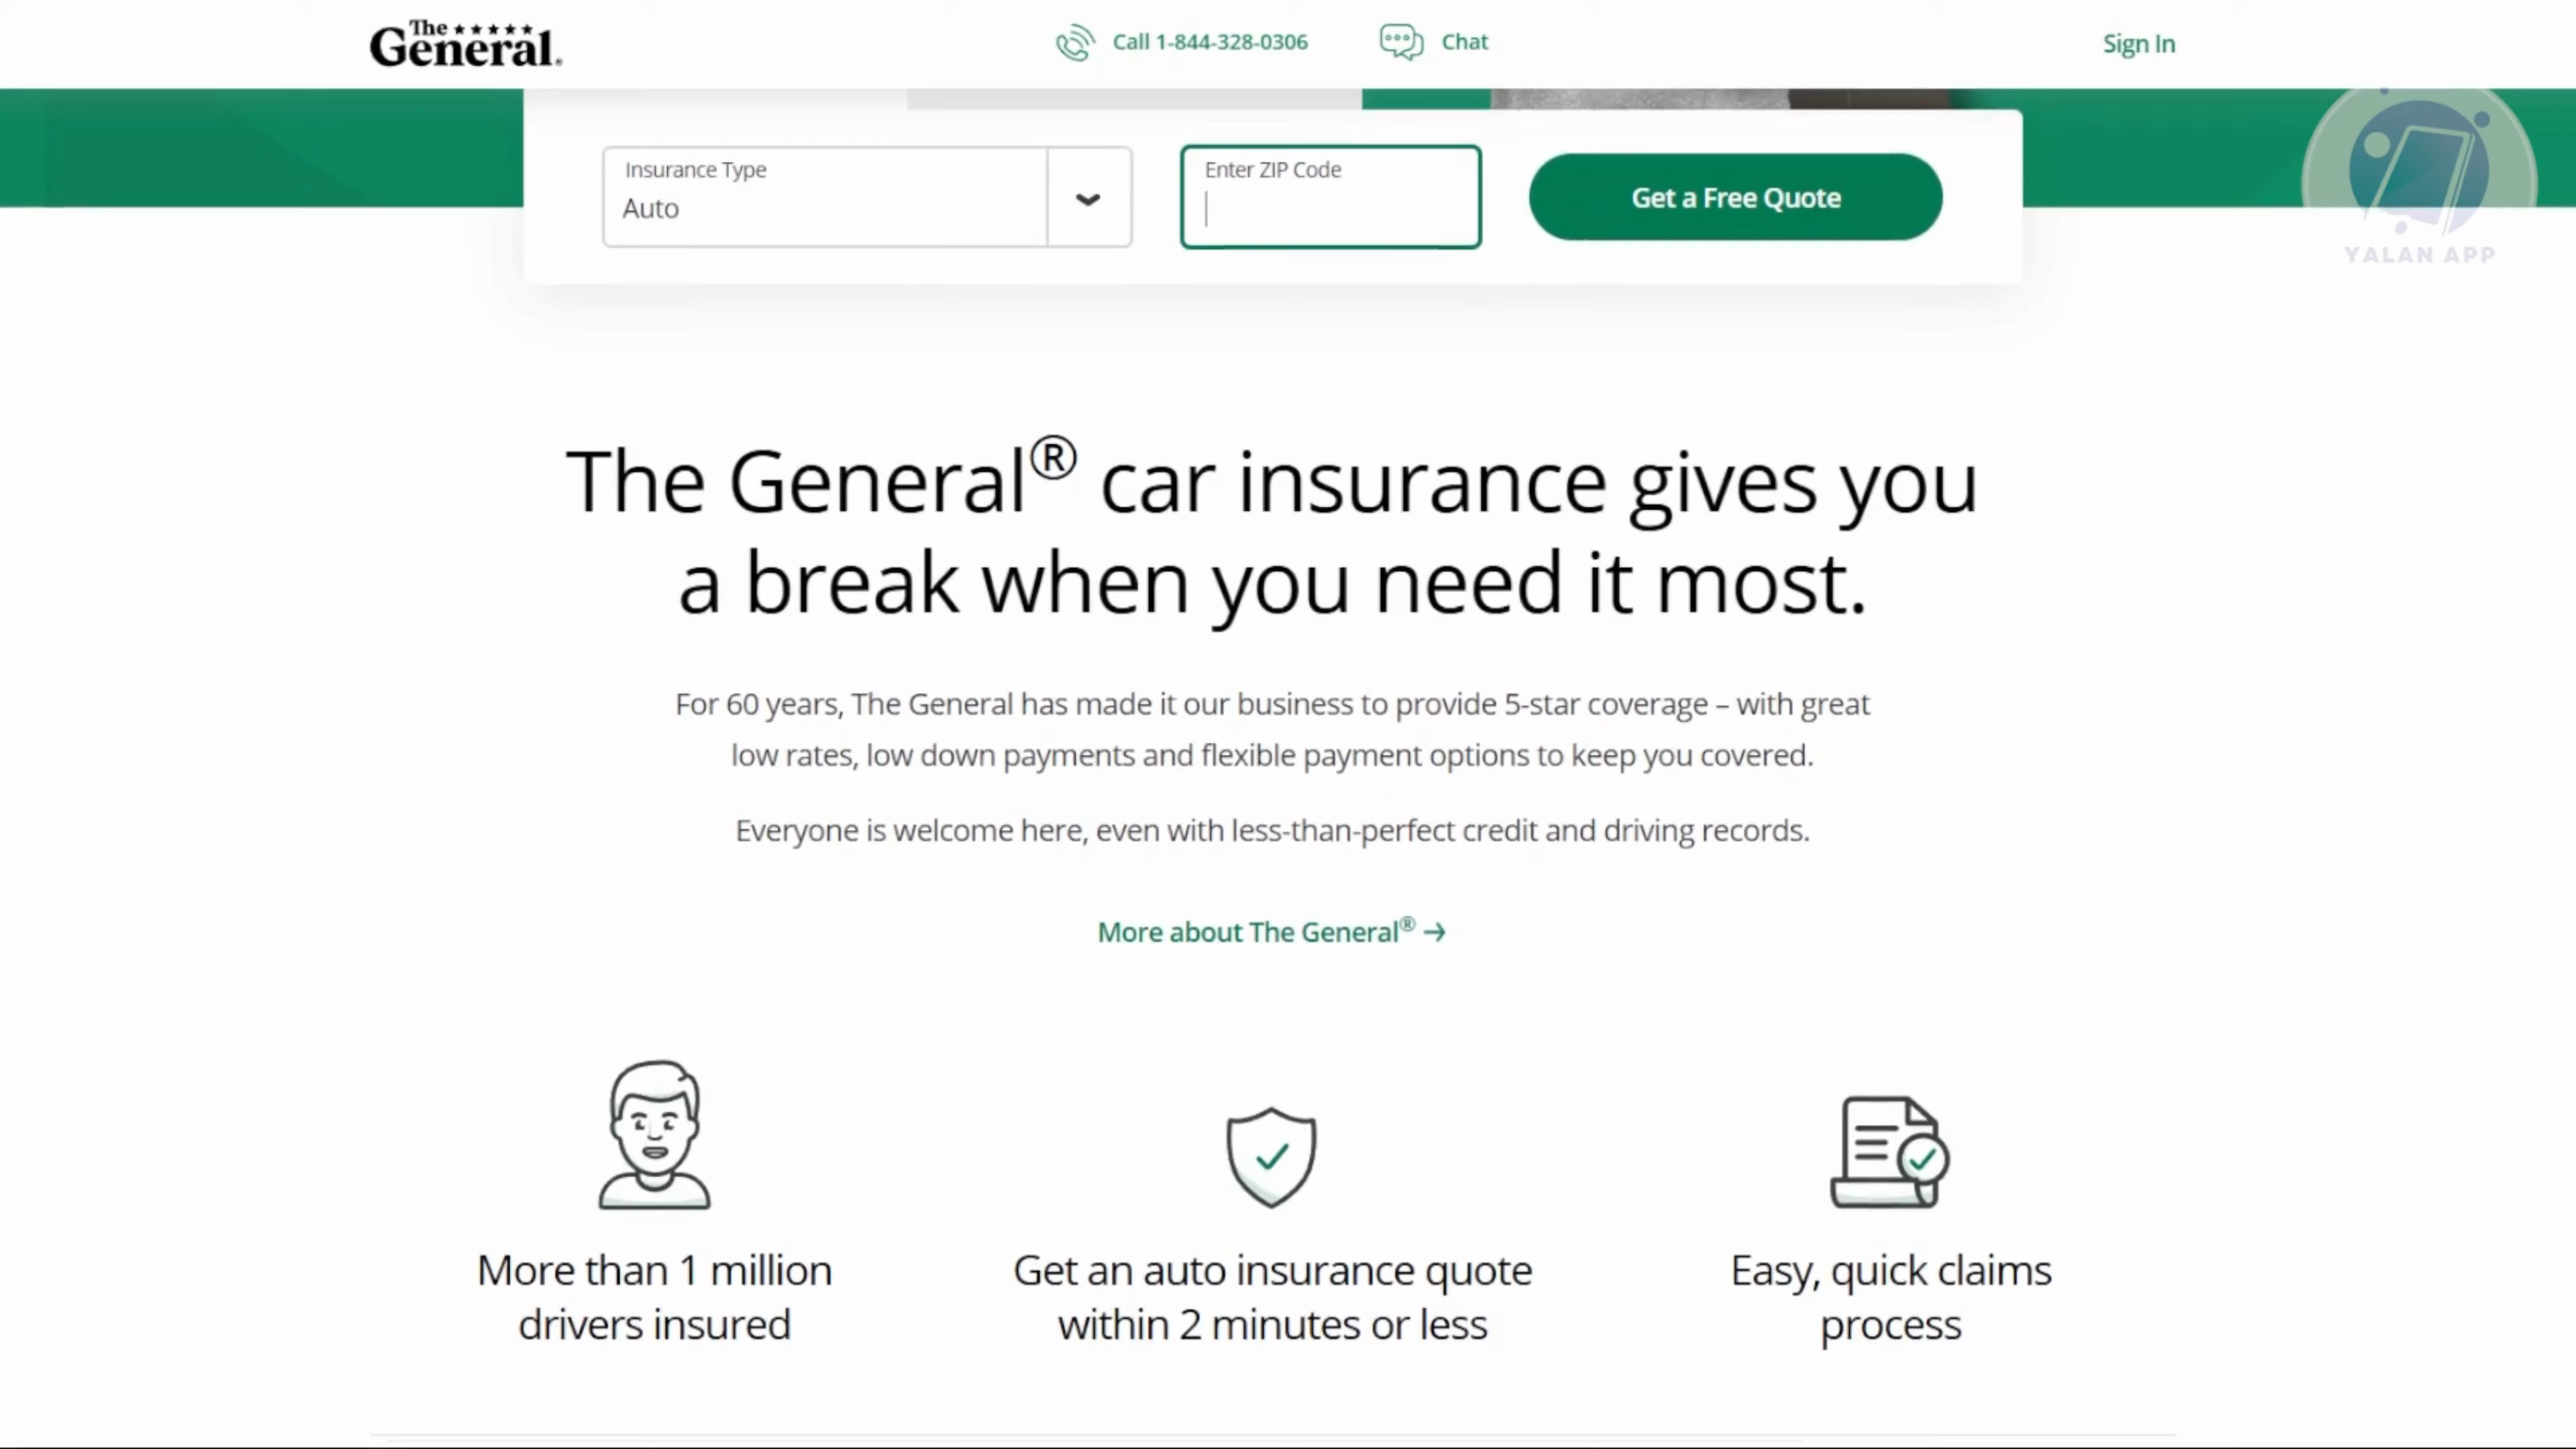 The General®
Call 1-844-328-0306
Chat
Sign In
Insurance Type
Auto
Enter ZIP Code
Get a Free Quote
YALAN APP
The General® car insurance gives you
a break when you need it most.
For 60 years, The General has made it our business to provide 5-star coverage – with great
low rates, low down payments and flexible payment options to keep you covered.
Everyone is welcome here, even with less-than-perfect credit and driving records.
More about The General® →
More than 1 million
drivers insured
Get an auto insurance quote
within 2 minutes or less
Easy, quick claims
process